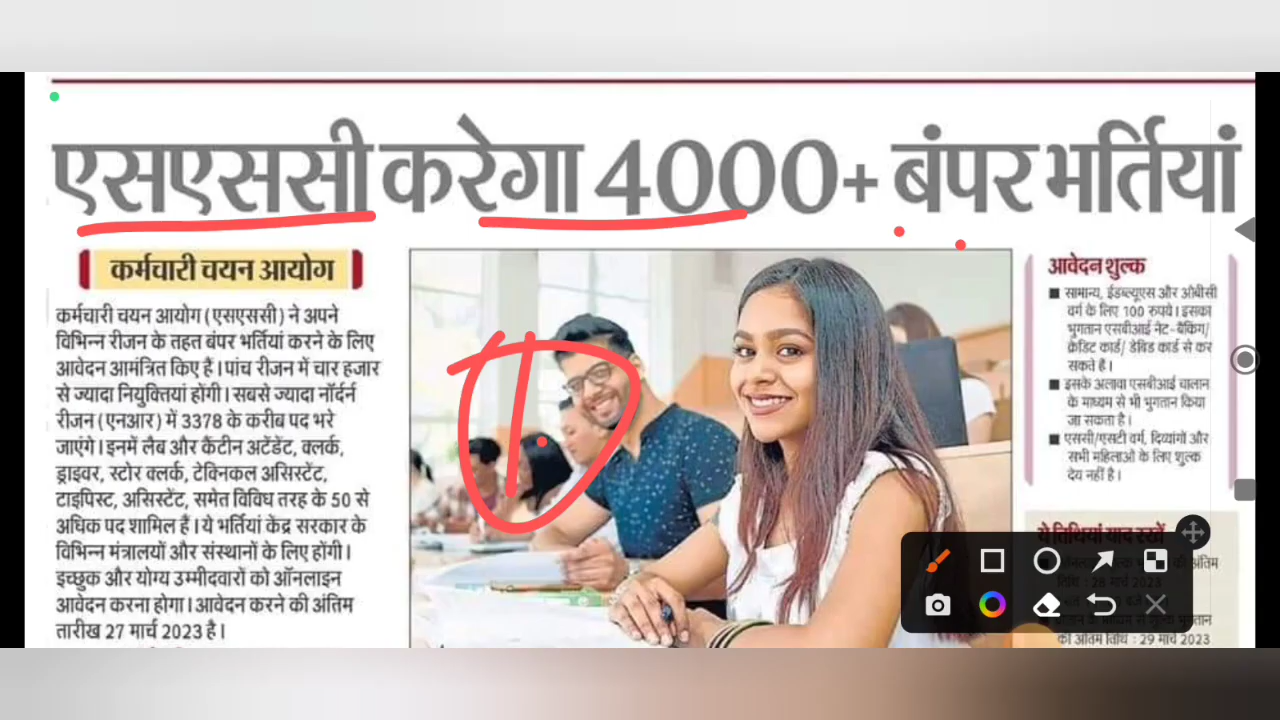 एसएससी करेगा 4000+ बंपर भर्तियां
कर्मचारी चयन आयोग
कर्मचारी चयन आयोग (एसएससी) ने अपने
विभिन्न रीजन के तहत बंपर भर्तियां करने के लिए
आवेदन आमंत्रित किए हैं। पांच रीजन में चार हजार
से ज्यादा नियुक्तियां होंगी। सबसे ज्यादा नॉर्दर्न
रीजन (एनआर) में 3378 के करीब पद भरे
जाएंगे। इनमें लैब और कैंटीन अटेंडेंट, क्लर्क,
ड्राइवर, स्टोर क्लर्क, टेक्निकल असिस्टेंट,
टाइपिस्ट, असिस्टेंट, समेत विविध तरह के 50 से
अधिक पद शामिल हैं। ये भर्तियां केंद्र सरकार के
विभिन्न मंत्रालयों और संस्थानों के लिए होंगी।
इच्छुक और योग्य उम्मीदवारों को ऑनलाइन
आवेदन करना होगा। आवेदन करने की अंतिम
तारीख 27 मार्च 2023 है।
आवेदन शुल्क
■ सामान्य, ईडब्ल्यूएस और ओबीसी
वर्ग के लिए 100 रुपये। इसका
भुगतान एसबीआई नेट-बैंकिंग/
क्रेडिट कार्ड/ डेबिड कार्ड से कर
सकते हैं।
■ इसके अलावा एसबीआई चालान
के माध्यम से भी भुगतान किया
जा सकता है।
■ एससी/एसटी वर्ग, दिव्यांगों और
सभी महिलाओं के लिए शुल्क
देय नहीं है।
ये तिथियां याद रखें
की अंतिम
तिथि : 28 मार्च 2023
चालान के माध्यम से शुल्क भुगतान
की अंतिम तिथि : 29 मार्च 2023